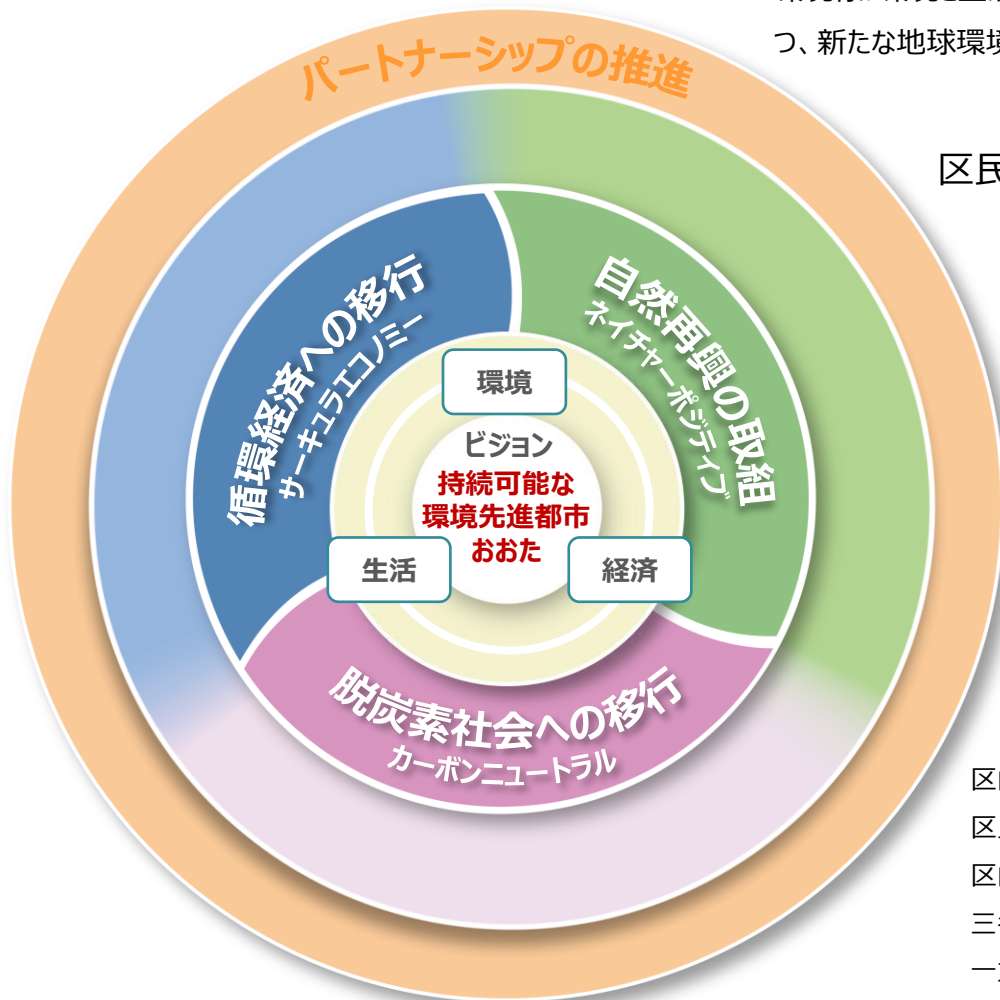 つ、新たな地球環境
区民
パートナーシップの推進
循環経済への移行
サーキュラエコノミー
自然再興の取組
ネイチャーポジティブ
環境
ビジョン
持続可能な
環境先進都市
おおた
生活
経済
脱炭素社会への移行
カーボンニュートラル
区
区
区
三
一